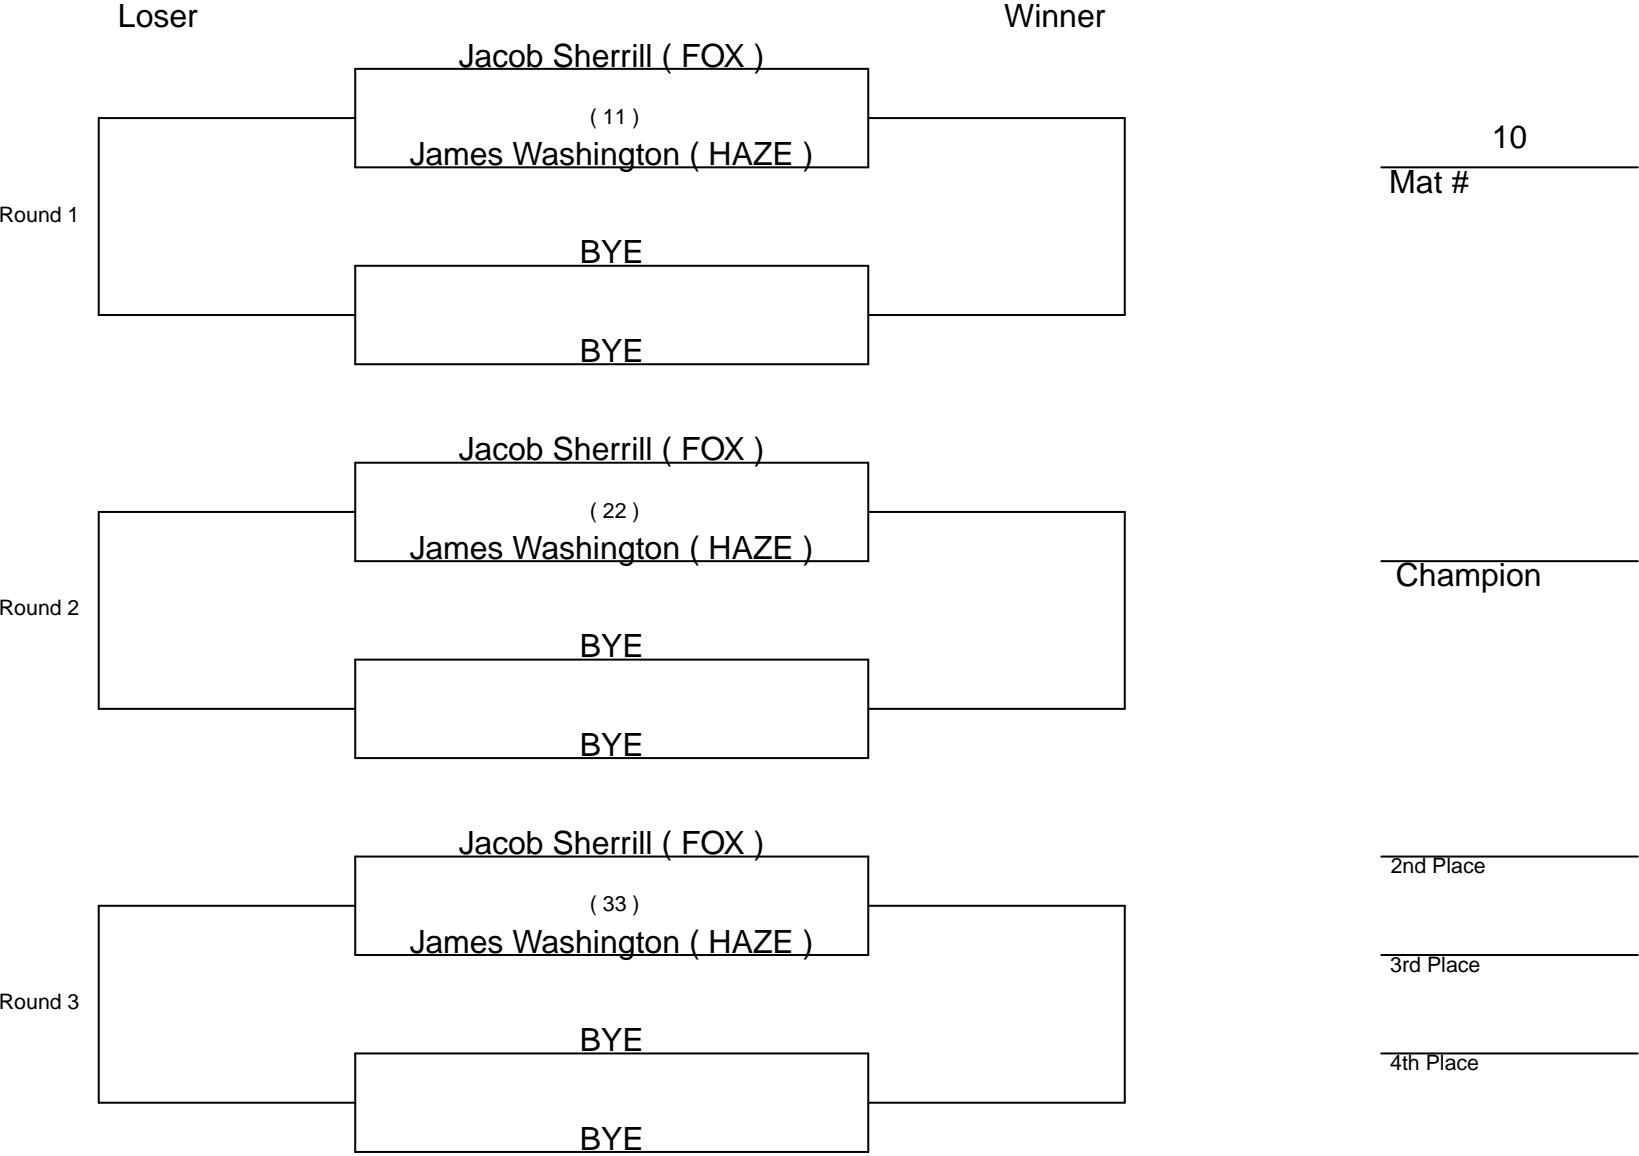 Loser
Winner
Jacob Sherrill ( FOX )
( 11 )
James Washington ( HAZE )
10
Mat #
Round 1
BYE
BYE
Jacob Sherrill ( FOX )
( 22 )
James Washington ( HAZE )
Champion
Round 2
BYE
BYE
Jacob Sherrill ( FOX )
2nd Place
( 33 )
James Washington ( HAZE )
3rd Place
Round 3
BYE
4th Place
BYE